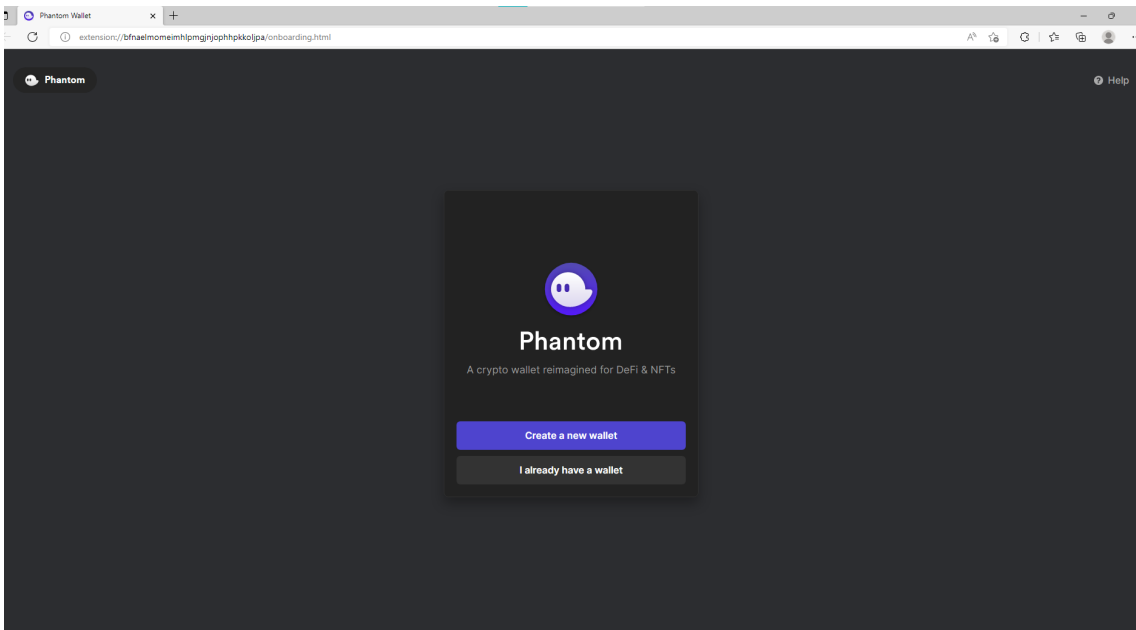 Phantom Wallet
extension://bfnaelmomeimhlpmgjnjophhpkkoljpa/onboarding.html
Phantom
Help
Phantom
A crypto wallet reimagined for DeFi & NFTs
Create a new wallet
I already have a wallet